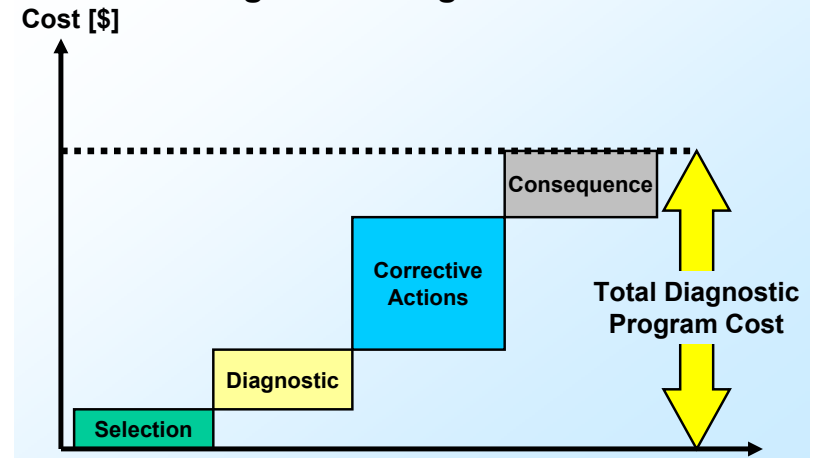 Cost [$]
Consequence
Corrective
Actions
Total Diagnostic
Program Cost
Diagnostic
Selection